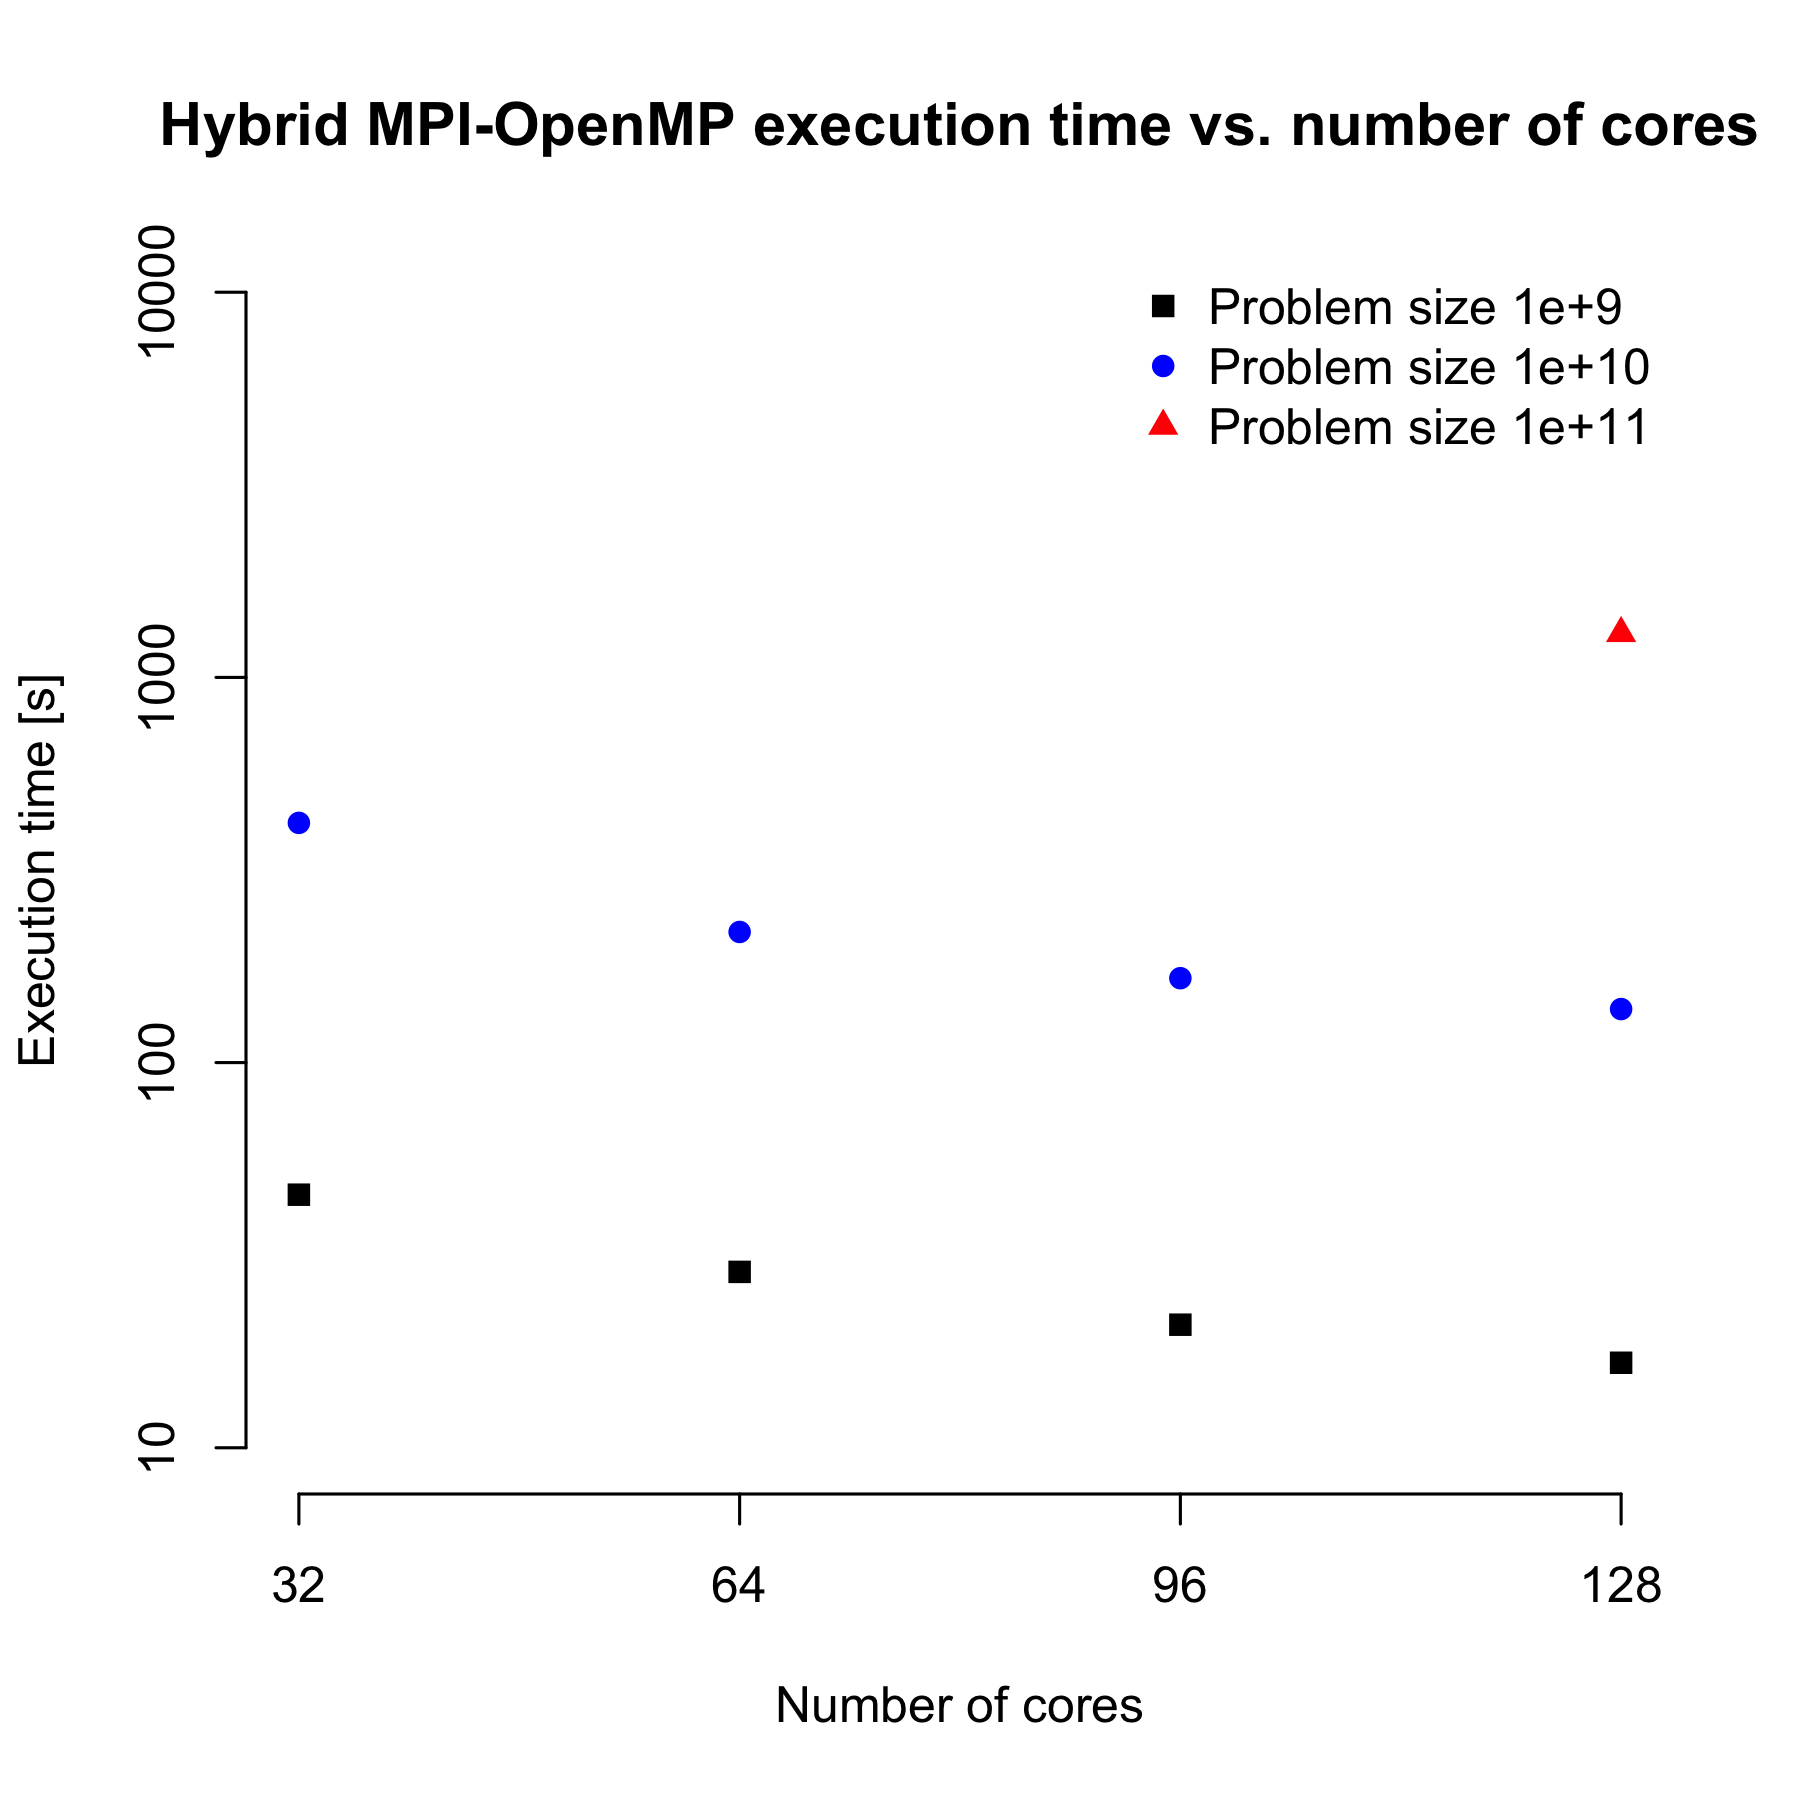 Hybrid MPI-OpenMP execution time vs. number of cores
Problem size 1e+9
Problem size 1e+10
Problem size 1e+11
Execution time [s]
10000
1000
100
10
32 64 96 128
Number of cores